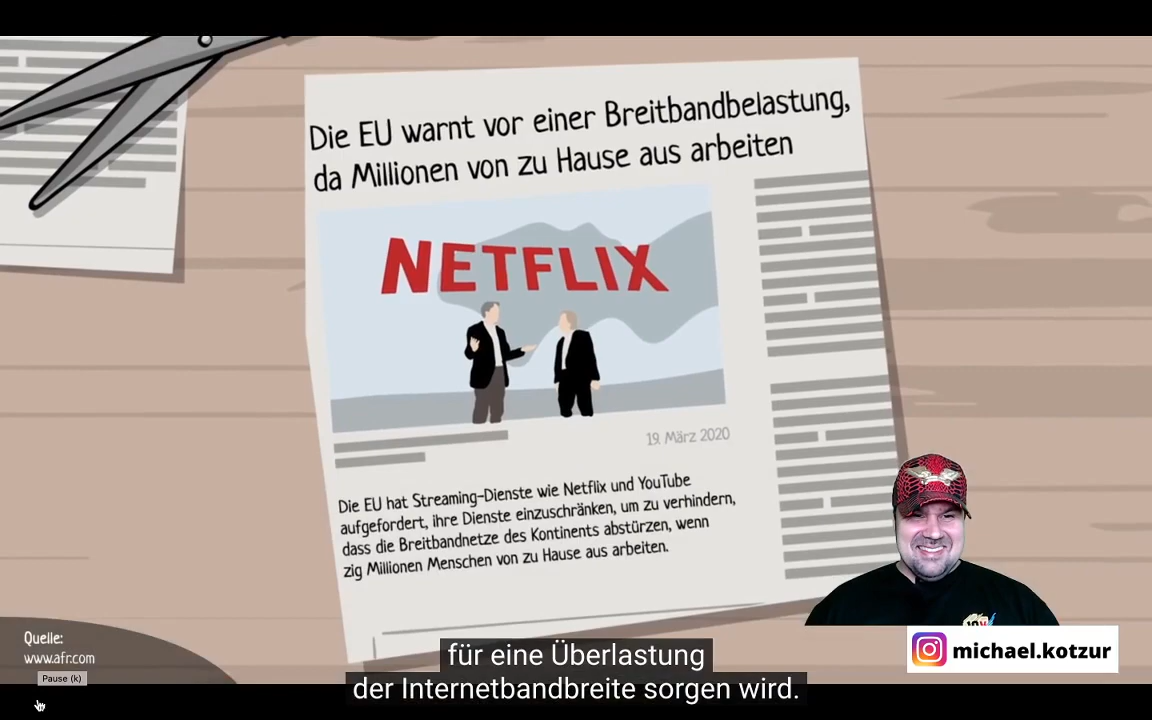 Die EU warnt vor einer Breitbandbelastung,
da Millionen von zu Hause aus arbeiten
NETFLIX
19. März 2020
Die EU hat Streaming-Dienste wie Netflix und YouTube
aufgefordert, ihre Dienste einzuschränken, um zu verhindern,
dass die Breitbandnetze des Kontinents abstürzen, wenn
zig Millionen Menschen von zu Hause aus arbeiten.
Quelle:
www.afr.com
Pause (k)
michael.kotzur
für eine Überlastung
der Internetbandbreite sorgen wird.